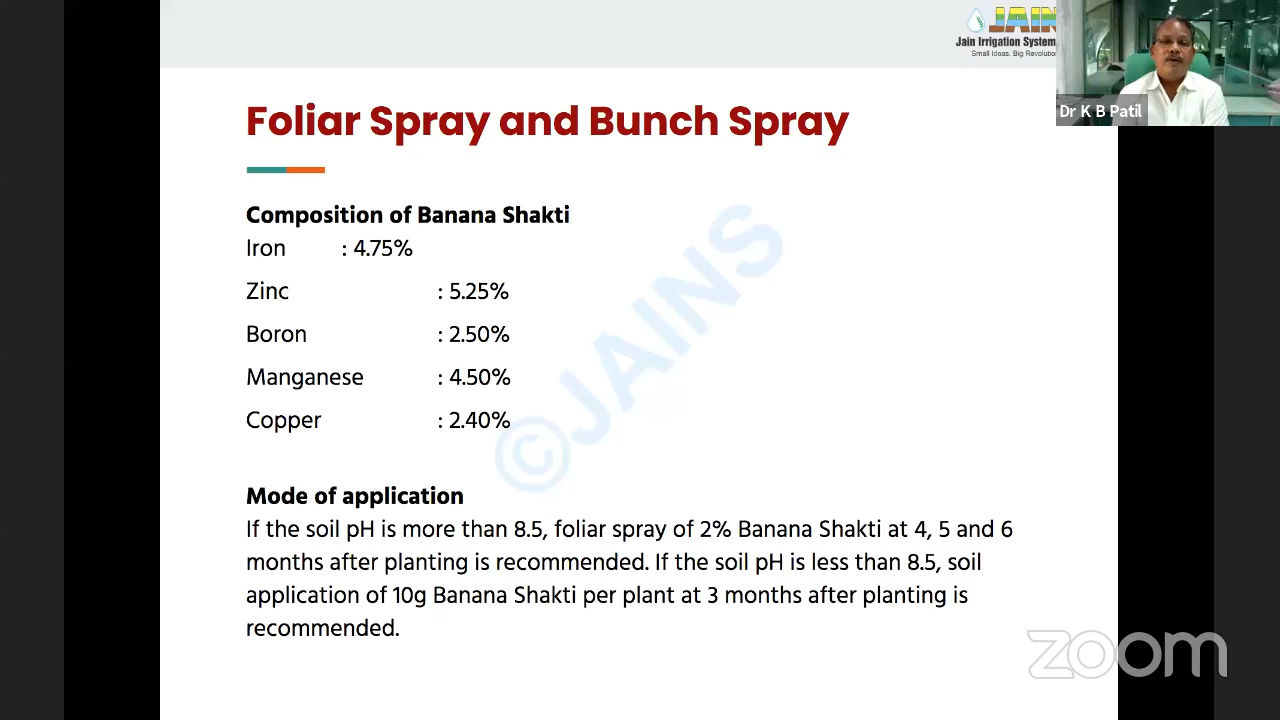 JAIN
Jain Irrigation System
Small Ideas. Big Revolution
Dr K B Patil
Foliar Spray and Bunch Spray
Composition of Banana Shakti
Iron : 4.75%
Zinc : 5.25%
Boron : 2.50%
Manganese : 4.50%
Copper : 2.40%
©JAINS
Mode of application
If the soil pH is more than 8.5, foliar spray of 2% Banana Shakti at 4, 5 and 6
months after planting is recommended. If the soil pH is less than 8.5, soil
application of 10g Banana Shakti per plant at 3 months after planting is
recommended.
zoom